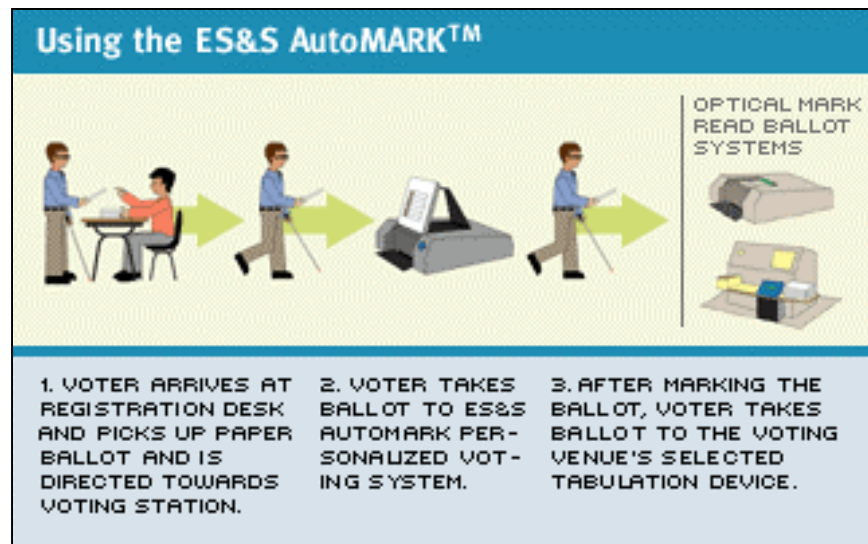 Using the ES&S AutoMARK™
OPTICAL MARK
READ BALLOT
SYSTEMS
1. VOTER ARRIVES AT
REGISTRATION DESK
AND PICKS UP PAPER
BALLOT AND IS
DIRECTED TOWARDS
VOTING STATION.
2. VOTER TAKES
BALLOT TO ES&S
AUTOMARK PER-
SONALIZED VOT-
ING SYSTEM.
3. AFTER MARKING THE
BALLOT, VOTER TAKES
BALLOT TO THE VOTING
VENUE'S SELECTED
TABULATION DEVICE.